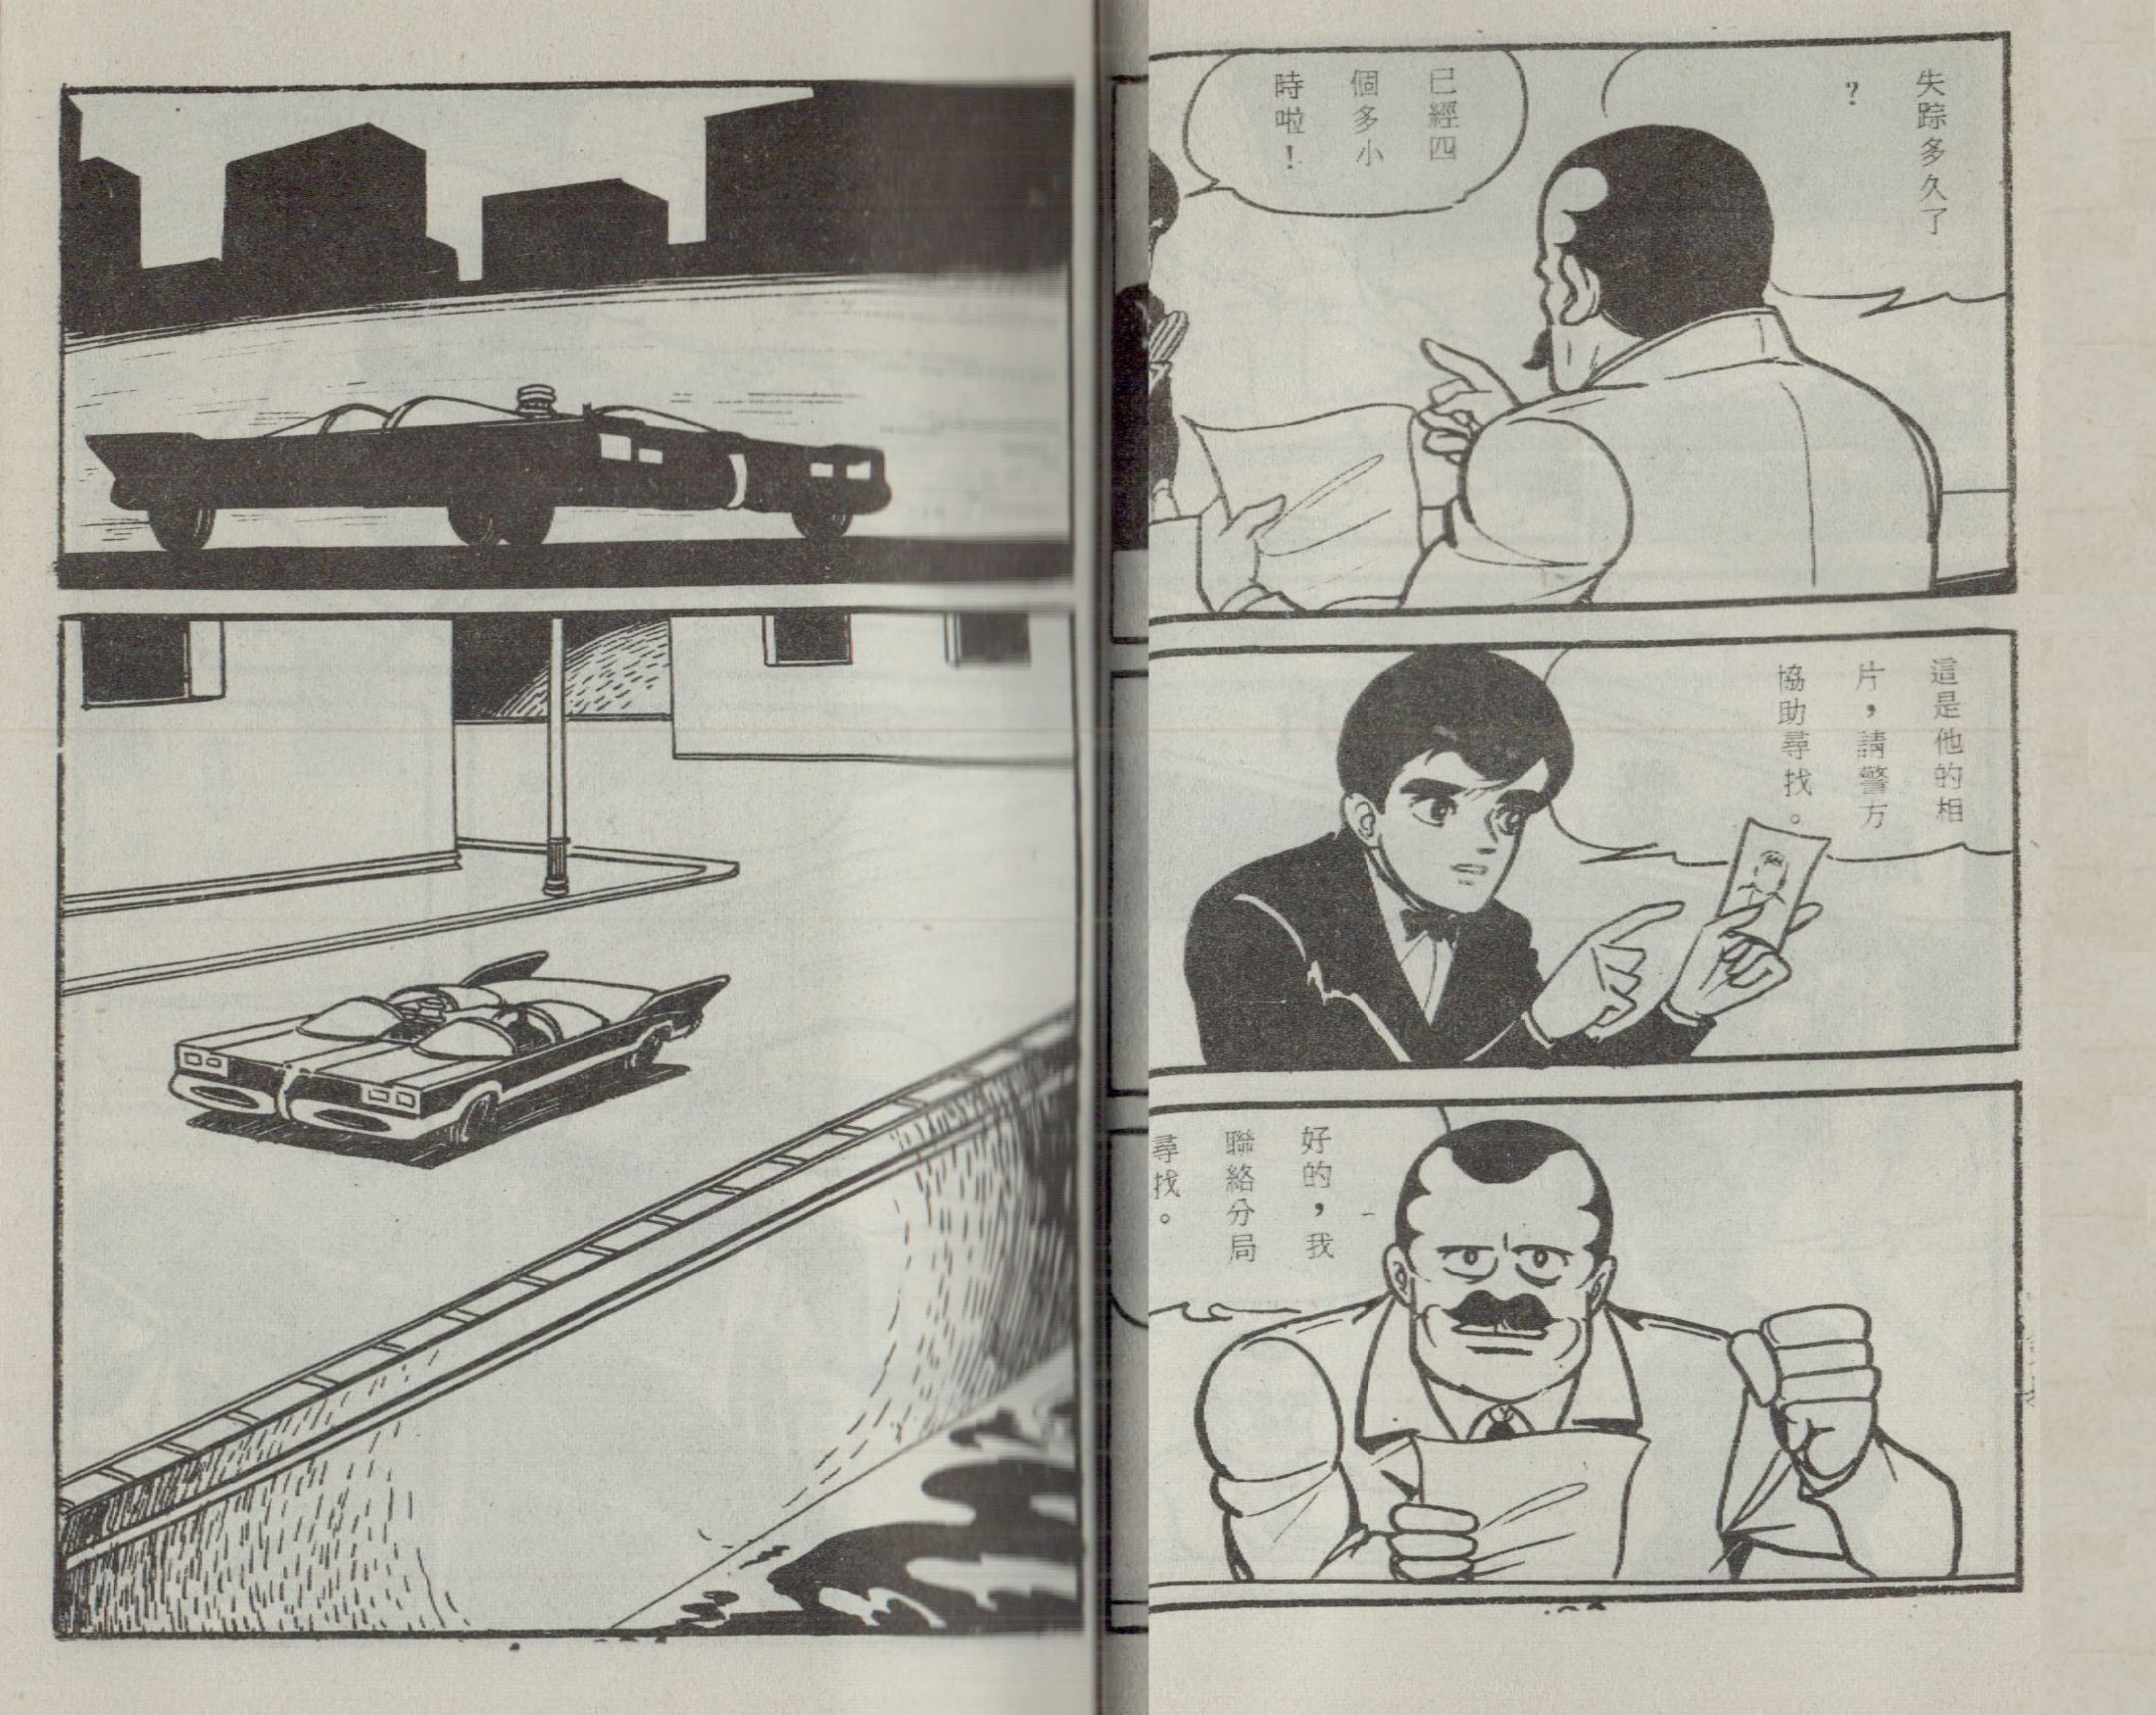 失踪多久了
?
已經四
個多小
時啦!
這是他的相
片,請警方
協助尋找。
好的,我
聯絡分局
尋找。